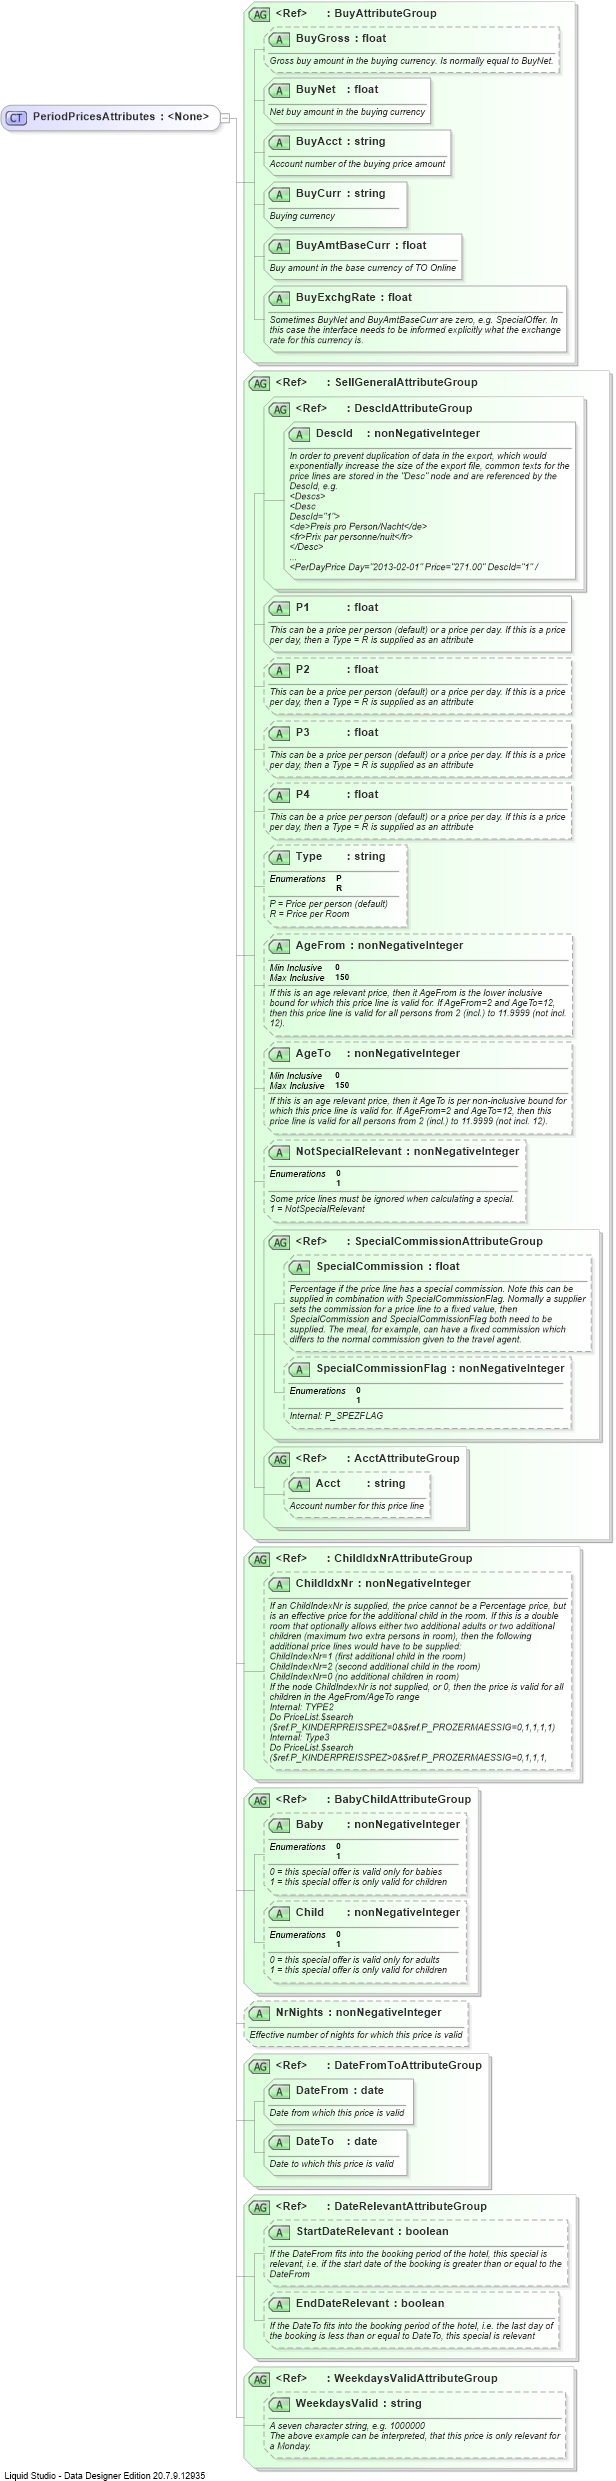 AG <Ref> : BuyAttributeGroup
A BuyGross : float
Gross buy amount in the buying currency. Is normally equal to BuyNet.
A BuyNet : float
Net buy amount in the buying currency
CT PeriodPricesAttributes : <None>
A BuyAcct : string
Account number of the buying price amount
A BuyCurr : string
Buying currency
A BuyAmtBaseCurr : float
Buy amount in the base currency of TO Online
A BuyExchgRate : float
Sometimes BuyNet and BuyAmtBaseCurr are zero, e.g. SpecialOffer. In
this case the interface needs to be informed explicitly what the exchange
rate for this currency is.
AG <Ref> : SellGeneralAttributeGroup
AG <Ref> : DescIdAttributeGroup
A DescId : nonNegativeInteger
In order to prevent duplication of data in the export, which would
exponentially increase the size of the export file, common texts for the
price lines are stored in the "Desc" node and are referenced by the
DescId, e.g.
<Descs>
<Desc
DescId="1">
<de>Preis pro Person/Nacht</de>
<fr>Prix par personne/nuit</fr>
</Desc>
...
<PerDayPrice Day="2013-02-01" Price="271.00" DescId="1" /
A P1 : float
This can be a price per person (default) or a price per day. If this is a price
per day, then a Type = R is supplied as an attribute
A P2 : float
This can be a price per person (default) or a price per day. If this is a price
per day, then a Type = R is supplied as an attribute
A P3 : float
This can be a price per person (default) or a price per day. If this is a price
per day, then a Type = R is supplied as an attribute
A P4 : float
This can be a price per person (default) or a price per day. If this is a price
per day, then a Type = R is supplied as an attribute
A Type : string
Enumerations P
R
P = Price per person (default)
R = Price per Room
A AgeFrom : nonNegativeInteger
Min Inclusive 0
Max Inclusive 150
If this is an age relevant price, then it AgeFrom is the lower inclusive
bound for which this price line is valid for. If AgeFrom=2 and AgeTo=12,
then this price line is valid for all persons from 2 (incl.) to 11.9999 (not incl.
12).
A AgeTo : nonNegativeInteger
Min Inclusive 0
Max Inclusive 150
If this is an age relevant price, then it AgeTo is per non-inclusive bound for
which this price line is valid for. If AgeFrom=2 and AgeTo=12, then this
price line is valid for all persons from 2 (incl.) to 11.9999 (not incl. 12).
A NotSpecialRelevant : nonNegativeInteger
Enumerations 0
1
Some price lines must be ignored when calculating a special.
1 = NotSpecialRelevant
AG <Ref> : SpecialCommissionAttributeGroup
A SpecialCommission : float
Percentage if the price line has a special commission. Note this can be
supplied in combination with SpecialCommissionFlag. Normally a supplier
sets the commission for a price line to a fixed value, then
SpecialCommission and SpecialCommissionFlag both need to be
supplied. The meal, for example, can have a fixed commission which
differs to the normal commission given to the travel agent.
A SpecialCommissionFlag : nonNegativeInteger
Enumerations 0
1
Internal: P_SPEZFLAG
AG <Ref> : AcctAttributeGroup
A Acct : string
Account number for this price line
AG <Ref> : ChildIdxNrAttributeGroup
A ChildIdxNr : nonNegativeInteger
If an ChildIndexNr is supplied, the price cannot be a Percentage price, but
is an effective price for the additional child in the room. If this is a double
room that optionally allows either two additional adults or two additional
children (maximum two extra persons in room), then the following
additional price lines would have to be supplied:
ChildIndexNr=1 (first additional child in the room)
ChildIndexNr=2 (second additional child in the room)
ChildIndexNr=0 (no additional children in room)
If the node ChildIndexNr is not supplied, or 0, then the price is valid for all
children in the AgeFrom/AgeTo range
Internal: TYPE2
Do PriceList.$search
($ref.P_KINDERPREISSPEZ=0&$ref.P_PROZERMAESSIG=0,1,1,1,1)
Internal: Type3
Do PriceList.$search
($ref.P_KINDERPREISSPEZ>0&$ref.P_PROZERMAESSIG=0,1,1,1,
AG <Ref> : BabyChildAttributeGroup
A Baby : nonNegativeInteger
Enumerations 0
1
0 = this special offer is valid only for babies
1 = this special offer is only valid for children
A Child : nonNegativeInteger
Enumerations 0
1
0 = this special offer is valid only for adults
1 = this special offer is only valid for children
A NrNights : nonNegativeInteger
Effective number of nights for which this price is valid
AG <Ref> : DateFromToAttributeGroup
A DateFrom : date
Date from which this price is valid
A DateTo : date
Date to which this price is valid
AG <Ref> : DateRelevantAttributeGroup
A StartDateRelevant : boolean
If the DateFrom fits into the booking period of the hotel, this special is
relevant, i.e. if the start date of the booking is greater than or equal to the
DateFrom
A EndDateRelevant : boolean
If the DateTo fits into the booking period of the hotel, i.e. the last day of
the booking is less than or equal to DateTo, this special is relevant
AG <Ref> : WeekdaysValidAttributeGroup
A WeekdaysValid : string
A seven character string, e.g. 1000000
The above example can be interpreted, that this price is only relevant for
a Monday.
Liquid Studio - Data Designer Edition 20.7.9.12935